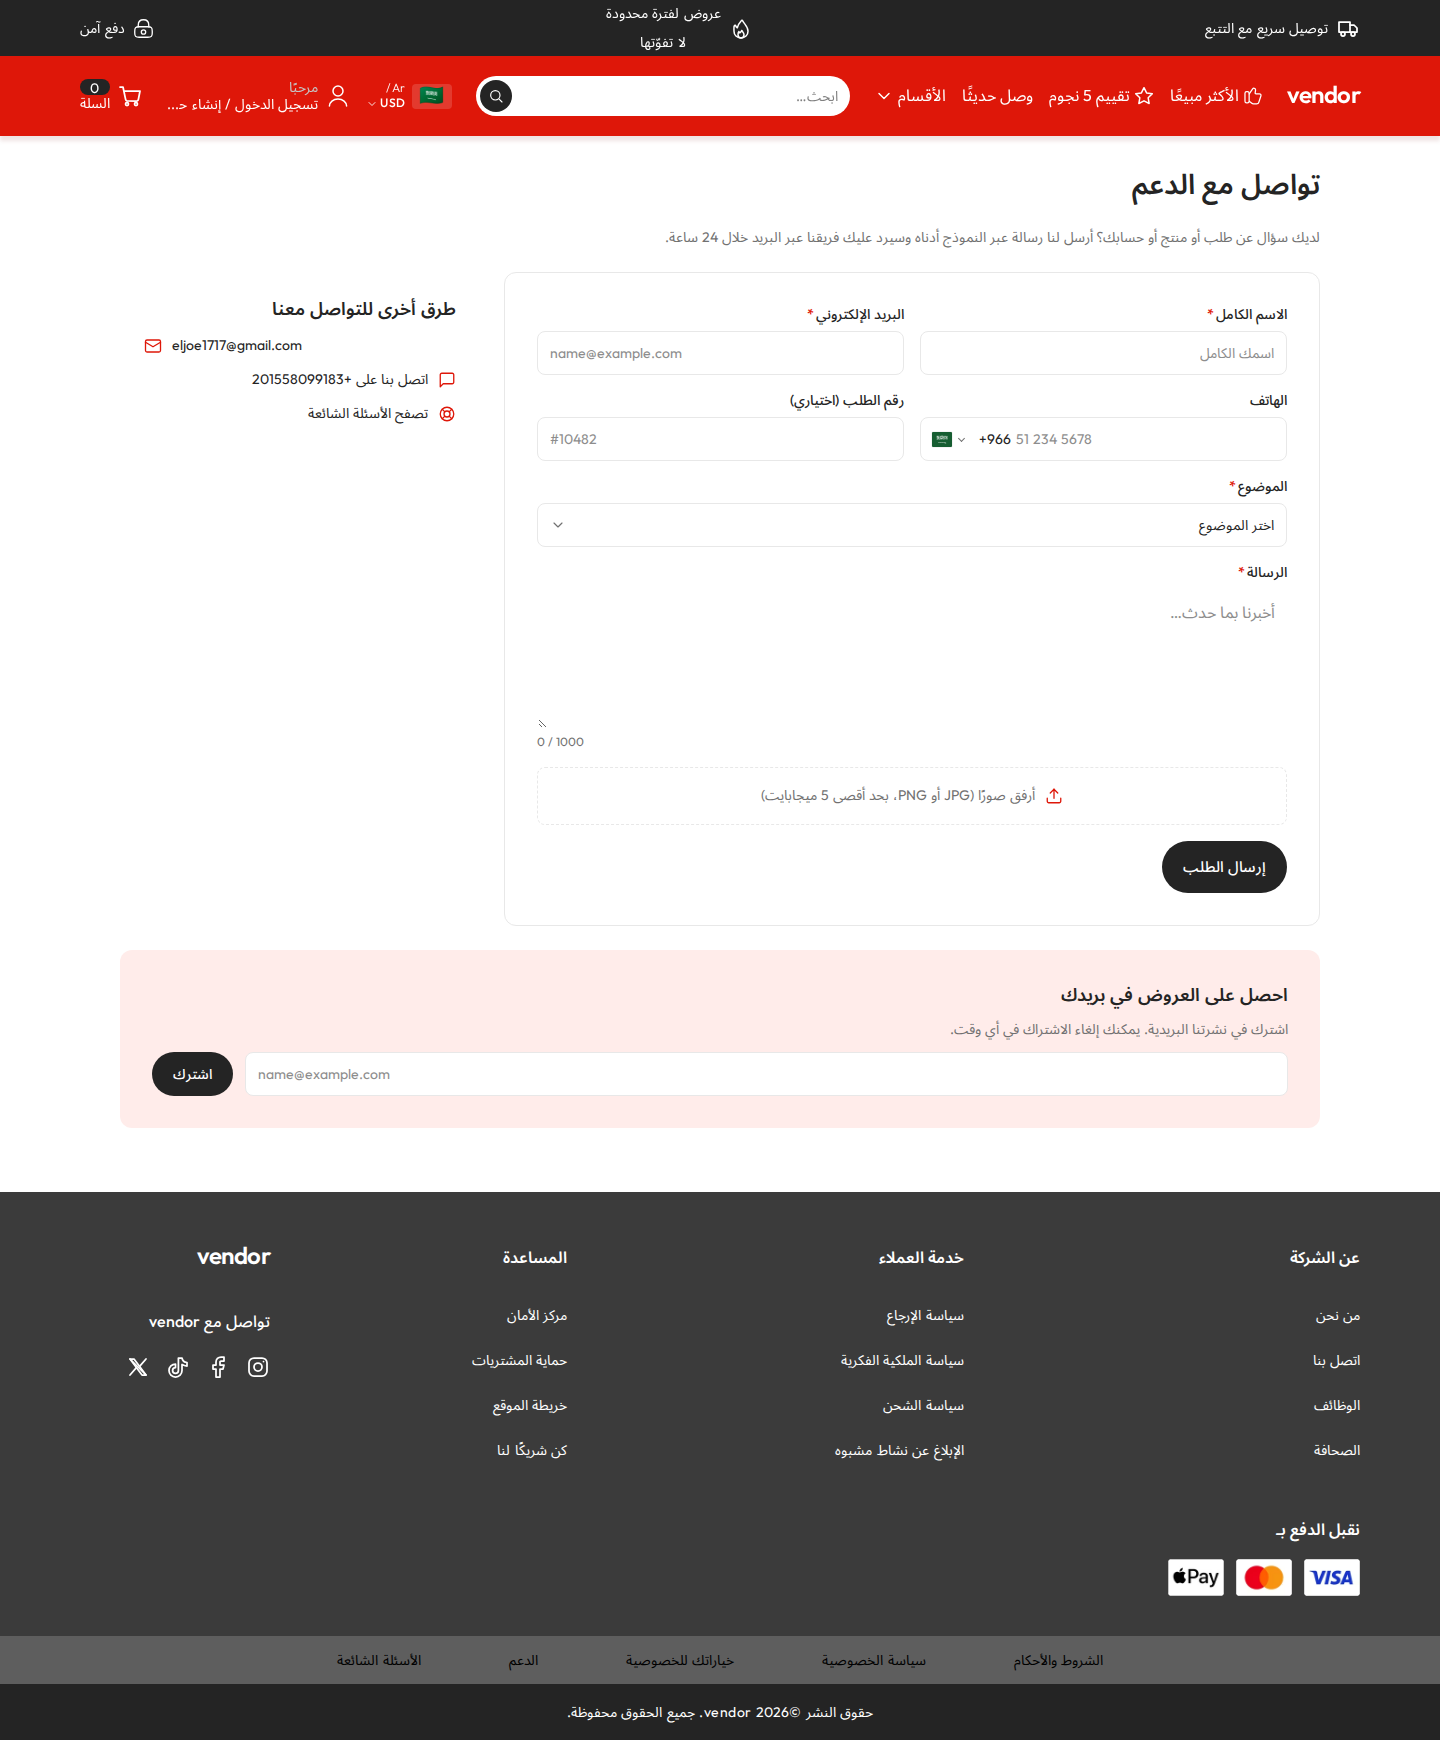 توصيل سريع مع التتبع
عروض لفترة محدودة
لا تفوّتها
دفع آمن
vendor
الأكثر مبيعًا
تقييم 5 نجوم
وصل حديثًا
الأقسام
ابحث...
Ar /
USD
مرحبًا
تسجيل الدخول / إنشاء حـ...
0
السلة
تواصل مع الدعم
لديك سؤال عن طلب أو منتج أو حسابك؟ أرسل لنا رسالة عبر النموذج أدناه وسيرد عليك فريقنا عبر البريد خلال 24 ساعة.
الاسم الكامل *
البريد الإلكتروني *
اسمك الكامل
name@example.com
الهاتف
رقم الطلب (اختياري)
+966 51 234 5678
#10482
الموضوع *
اختر الموضوع
الرسالة *
أخبرنا بما حدث...
0 / 1000
أرفق صورًا (JPG أو PNG، بحد أقصى 5 ميجابايت)
إرسال الطلب
طرق أخرى للتواصل معنا
eljoe1717@gmail.com
اتصل بنا على +201558099183
تصفح الأسئلة الشائعة
احصل على العروض في بريدك
اشترك في نشرتنا البريدية. يمكنك إلغاء الاشتراك في أي وقت.
name@example.com
اشترك
عن الشركة
من نحن
اتصل بنا
الوظائف
الصحافة
خدمة العملاء
سياسة الإرجاع
سياسة الملكية الفكرية
سياسة الشحن
الإبلاغ عن نشاط مشبوه
المساعدة
مركز الأمان
حماية المشتريات
خريطة الموقع
كن شريكًا لنا
vendor
تواصل مع vendor
نقبل الدفع بـ
VISA
Pay
الشروط والأحكام
سياسة الخصوصية
خياراتك للخصوصية
الدعم
الأسئلة الشائعة
حقوق النشر ©2026 vendor. جميع الحقوق محفوظة.